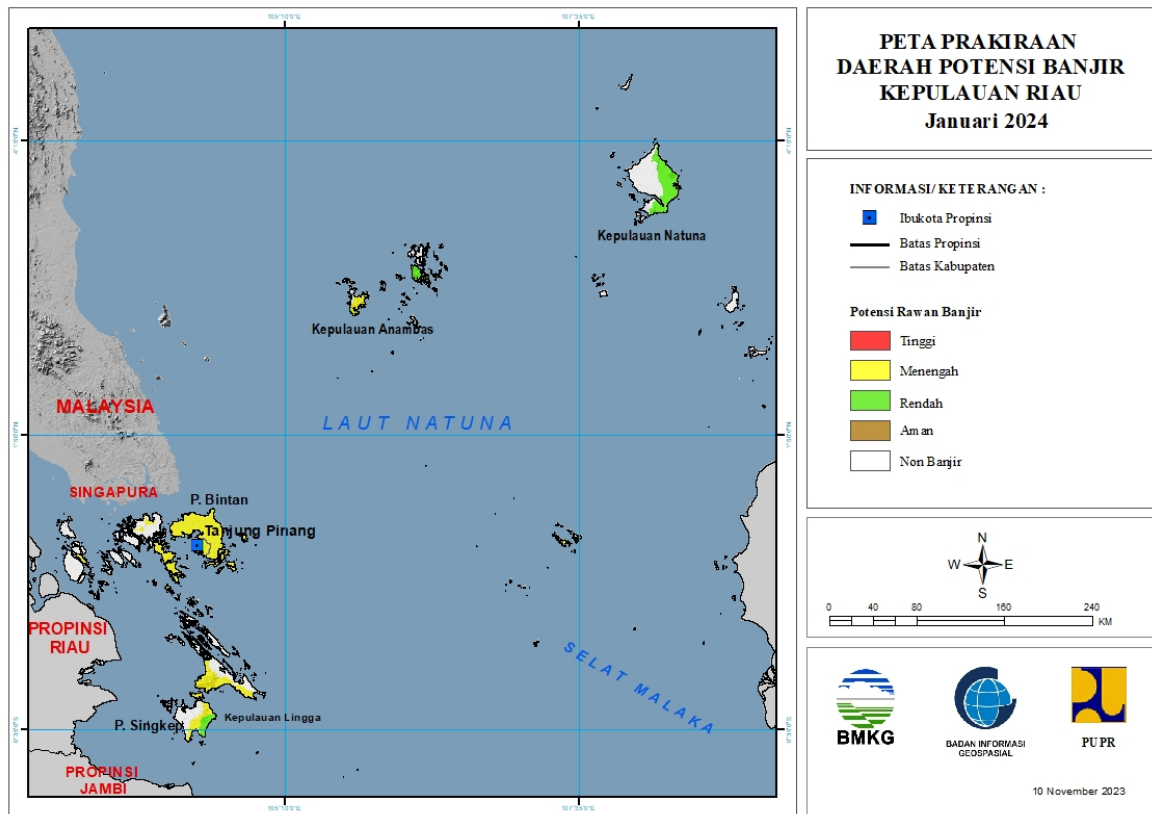 PETA PRAKIRAAN
DAERAH POTENSI BANJIR
KEPULAUAN RIAU
Januari 2024
INFORMASI/ KETERANGAN :
Ibukota Propinsi
Batas Propinsi
Batas Kabupaten
Potensi Rawan Banjir
Tinggi
Menengah
Rendah
Aman
Non Banjir
N
W E
S
0 40 80 160 240
KM
BMKG
BADAN INFORMASI
GEOSPASIAL
PUPR
10 November 2023
Kepulauan Natuna
Kepulauan Anambas
MALAYSIA
LAUT NATUNA
SINGAPURA
P. Bintan
Tanjung Pinang
PROPINSI
RIAU
SELAT MALAKA
P. Singkep
Kepulauan Lingga
PROPINSI
JAMBI